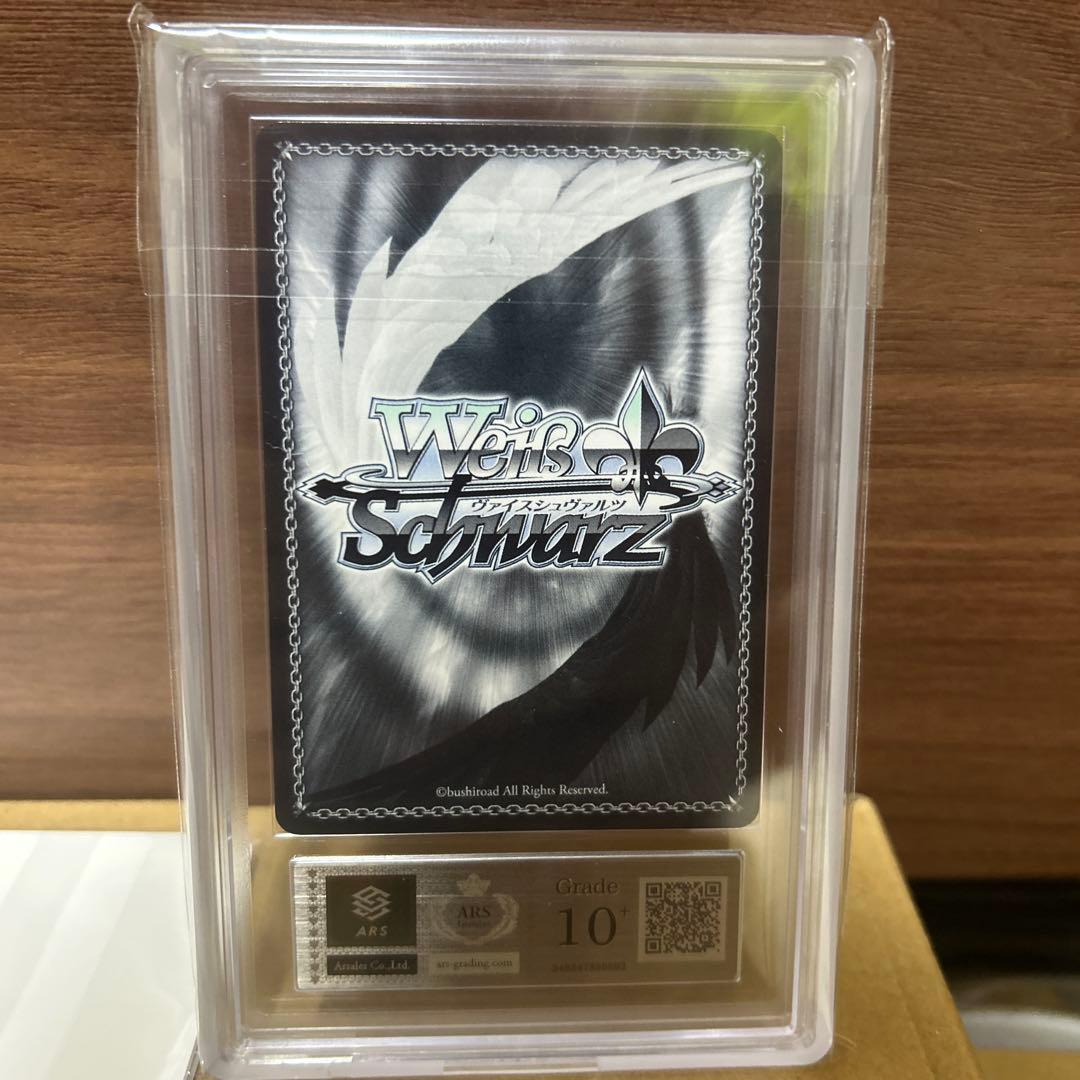 Weiß
ヴァイスシュヴァルツ
Schwarz
©bushiroad All Rights Reserved.
ARS
Artales Co.,Ltd.
ARS
ars-grading.com
Grade
10+